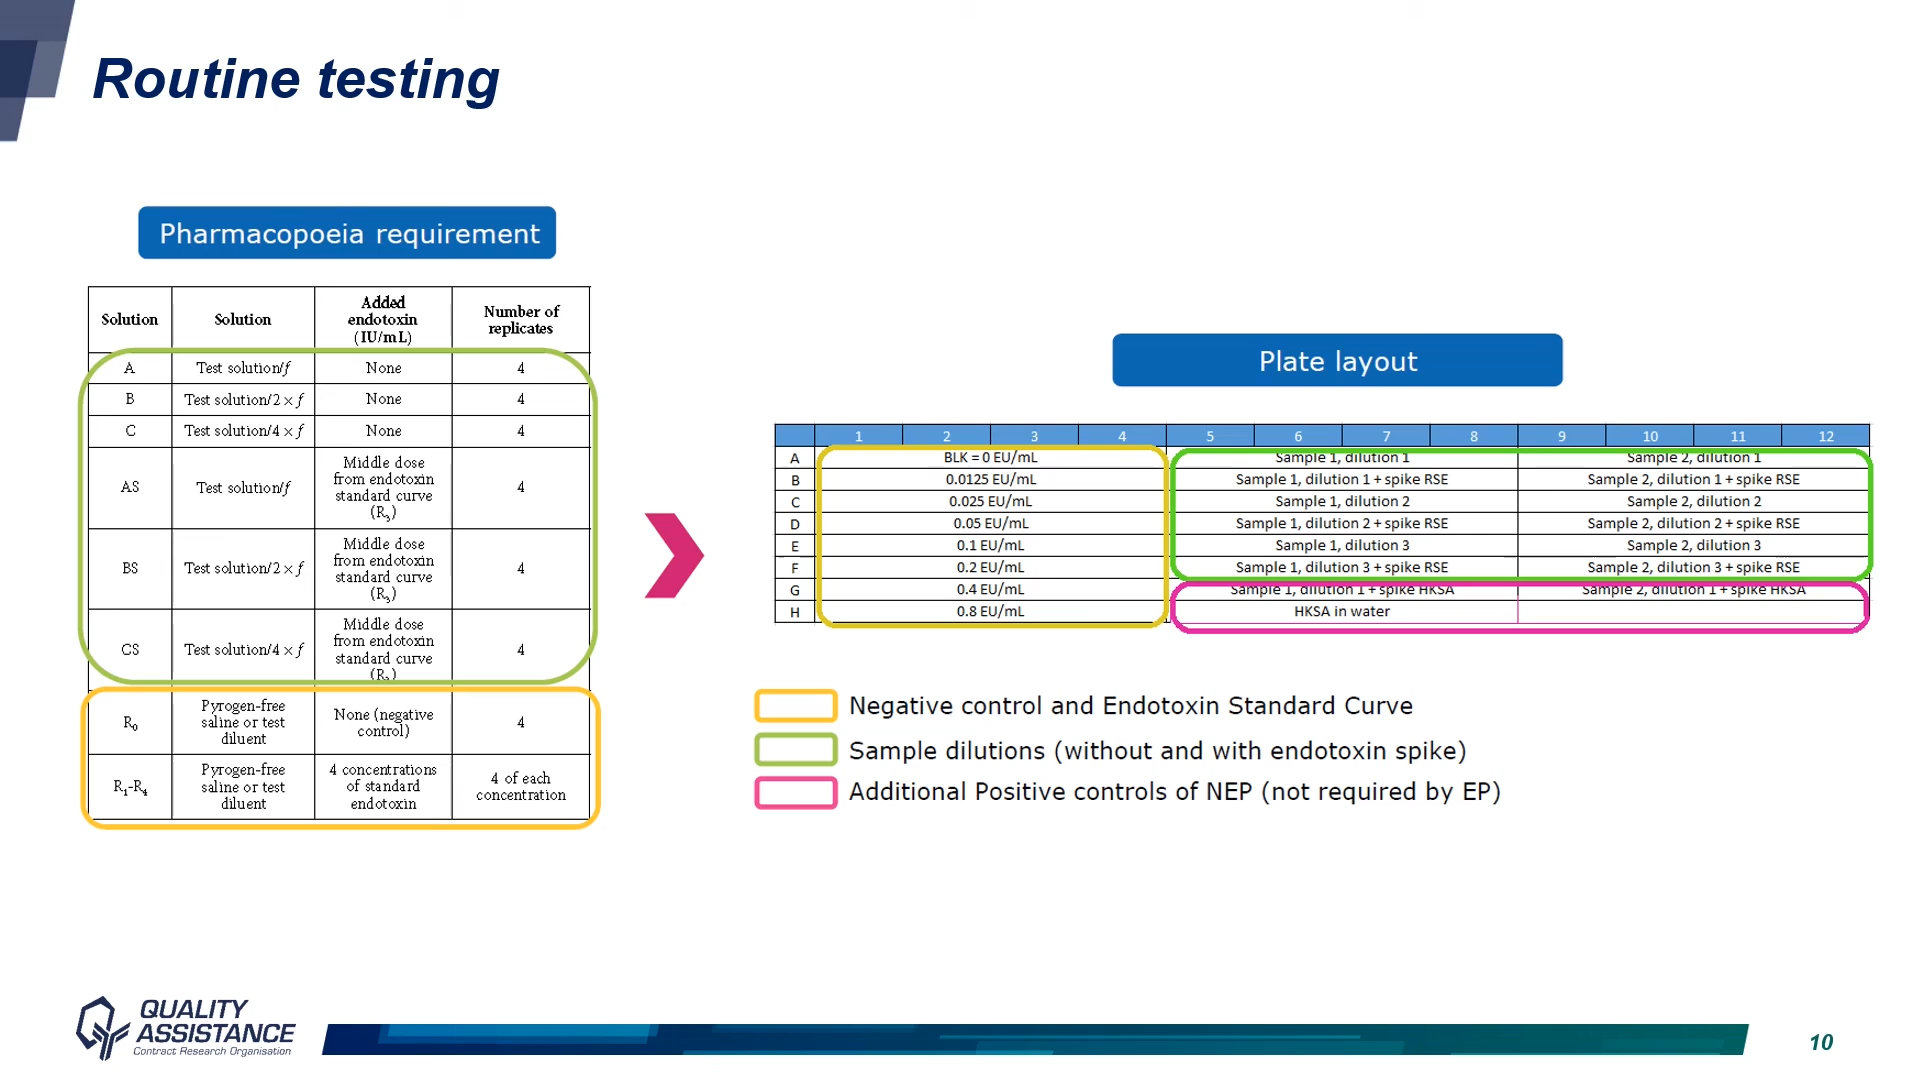 Routine testing
Pharmacopoeia requirement
Solution Solution Added endotoxin (IU/mL) Number of replicates
A Test solution/f None 4
B Test solution/2 × f None 4
C Test solution/4 × f None 4
AS Test solution/f Middle dose from endotoxin standard curve (R3) 4
BS Test solution/2 × f Middle dose from endotoxin standard curve (R3) 4
CS Test solution/4 × f Middle dose from endotoxin standard curve (R3) 4
R0 Pyrogen-free saline or test diluent None (negative control) 4
R1-R4 Pyrogen-free saline or test diluent 4 concentrations of standard endotoxin 4 of each concentration
Plate layout
1 2 3 4 5 6 7 8 9 10 11 12
A BLK = 0 EU/mL Sample 1, dilution 1 Sample 2, dilution 1
B 0.0125 EU/mL Sample 1, dilution 1 + spike RSE Sample 2, dilution 1 + spike RSE
C 0.025 EU/mL Sample 1, dilution 2 Sample 2, dilution 2
D 0.05 EU/mL Sample 1, dilution 2 + spike RSE Sample 2, dilution 2 + spike RSE
E 0.1 EU/mL Sample 1, dilution 3 Sample 2, dilution 3
F 0.2 EU/mL Sample 1, dilution 3 + spike RSE Sample 2, dilution 3 + spike RSE
G 0.4 EU/mL Sample 1, dilution 1 + spike HKSA Sample 2, dilution 1 + spike HKSA
H 0.8 EU/mL HKSA in water
Negative control and Endotoxin Standard Curve
Sample dilutions (without and with endotoxin spike)
Additional Positive controls of NEP (not required by EP)
QUALITY
ASSISTANCE
Contract Research Organisation
10